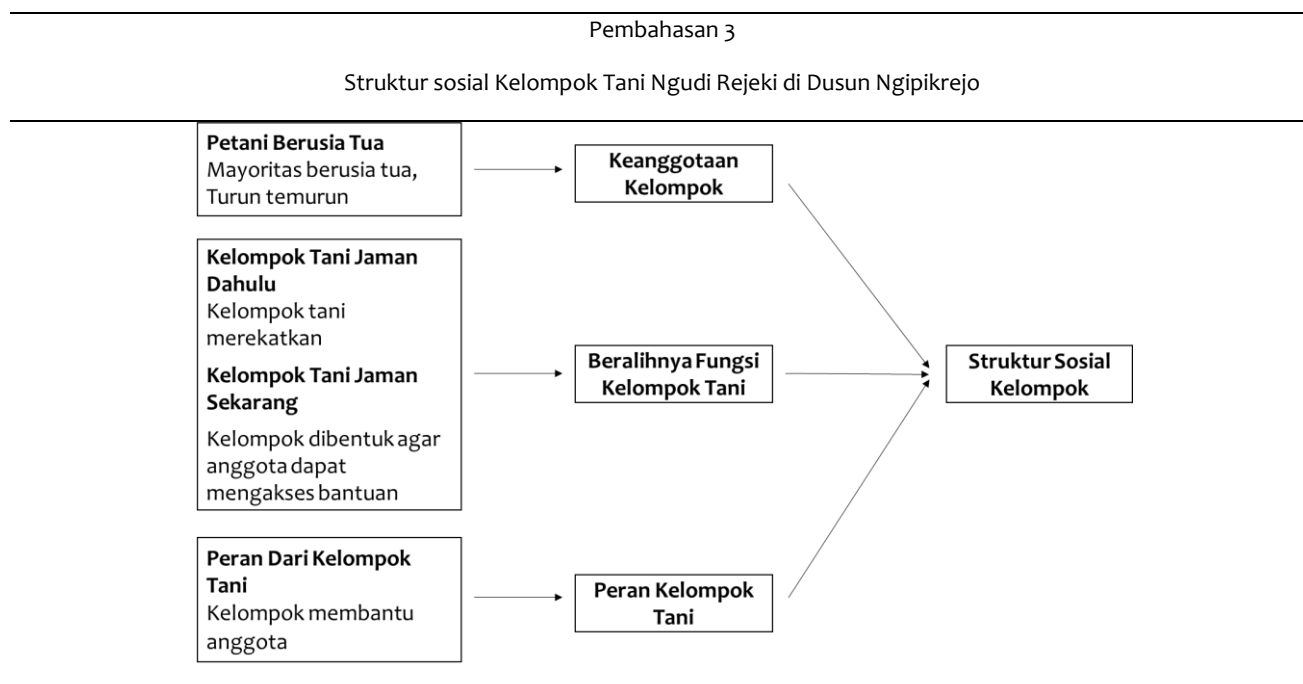 Pembahasan 3
Struktur sosial Kelompok Tani Ngudi Rejeki di Dusun Ngipikrejo
Petani Berusia Tua
Mayoritas berusia tua,
Turun temurun
Keanggotaan
Kelompok
Kelompok Tani Jaman
Dahulu
Kelompok tani
merekatkan
Kelompok Tani Jaman
Sekarang
Kelompok dibentuk agar
anggota dapat
mengakses bantuan
Beralihnya Fungsi
Kelompok Tani
Struktur Sosial
Kelompok
Peran Dari Kelompok
Tani
Kelompok membantu
anggota
Peran Kelompok
Tani